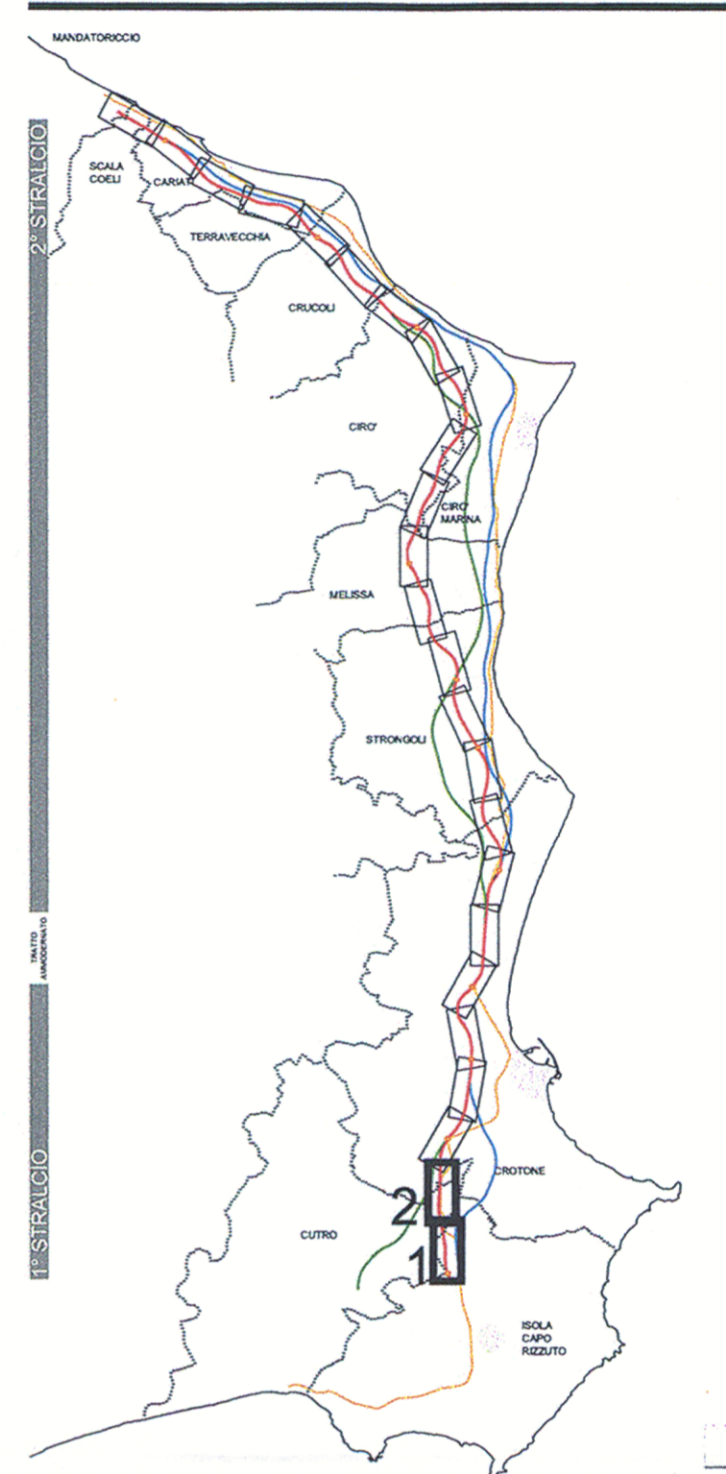 MANDATORICCIO
2° STRALCIO
SCALA
COELI
CARIATI
TERRAVECCHIA
CRUCOLI
CIRO'
CIRO'
MARINA
MELISSA
STRONGOLI
TRATTO
AMMODERNATO
1° STRALCIO
CROTONE
2
CUTRO
1
ISOLA
CAPO
RIZZUTO